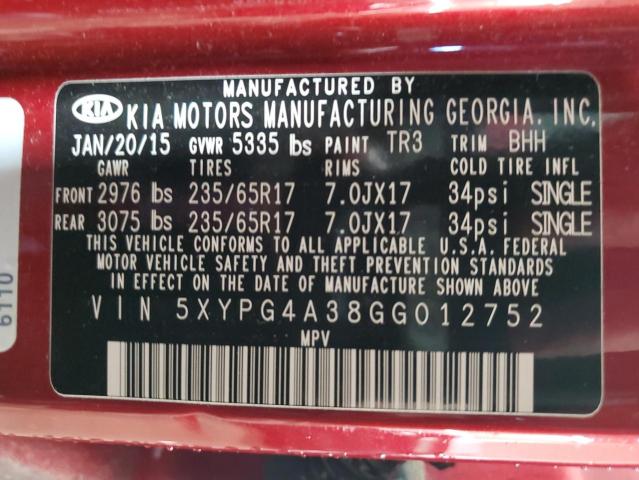 MANUFACTURED BY
KIA KIA MOTORS MANUFACTURING GEORGIA, INC.
JAN/20/15 GVWR 5335 lbs PAINT TR3 TRIM BHH
GAWR TIRES RIMS COLD TIRE INFL
FRONT 2976 lbs 235/65R17 7.0JX17 34psi SINGLE
REAR 3075 lbs 235/65R17 7.0JX17 34psi SINGLE
THIS VEHICLE CONFORMS TO ALL APPLICABLE U.S.A. FEDERAL
MOTOR VEHICLE SAFETY AND THEFT PREVENTION STANDARDS
IN EFFECT ON THE DATE OF MANUFACTURE SHOWN ABOVE
VIN 5XYPG4A38GG012752
MPV
6110